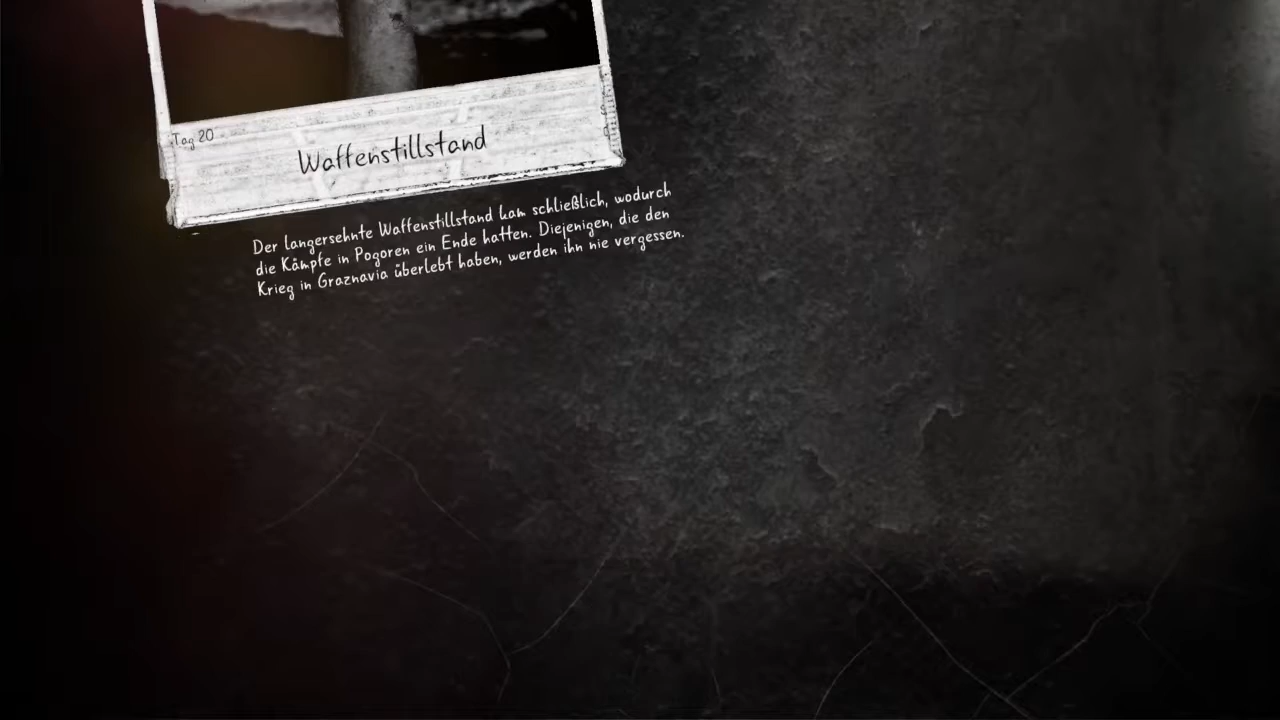 Tag 20
Waffenstillstand
Der langersehnte Waffenstillstand kam schließlich, wodurch
die Kämpfe in Pogoren ein Ende hatten. Diejenigen, die den
Krieg in Graznavia überlebt haben, werden ihn nie vergessen.